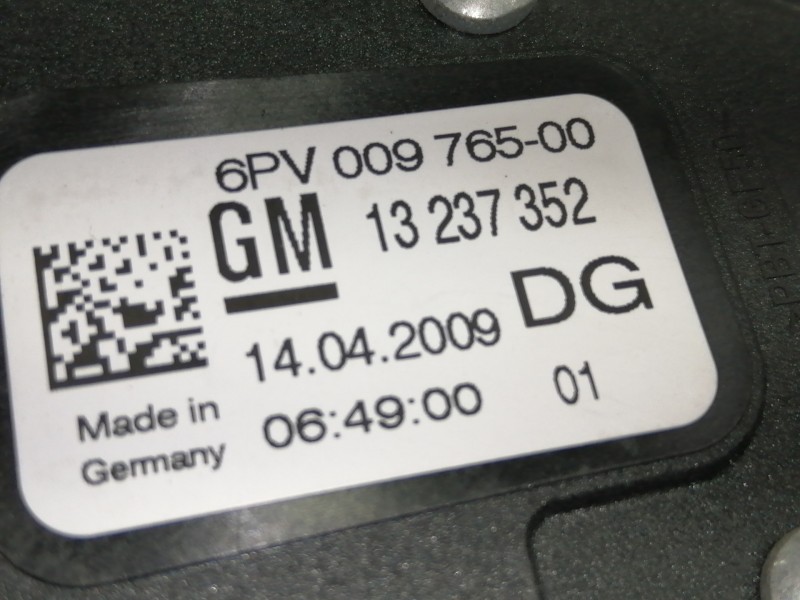 6PV 009 765-00
GM 13 237 352
DG
14.04.2009
06:49:00 01
Made in
Germany